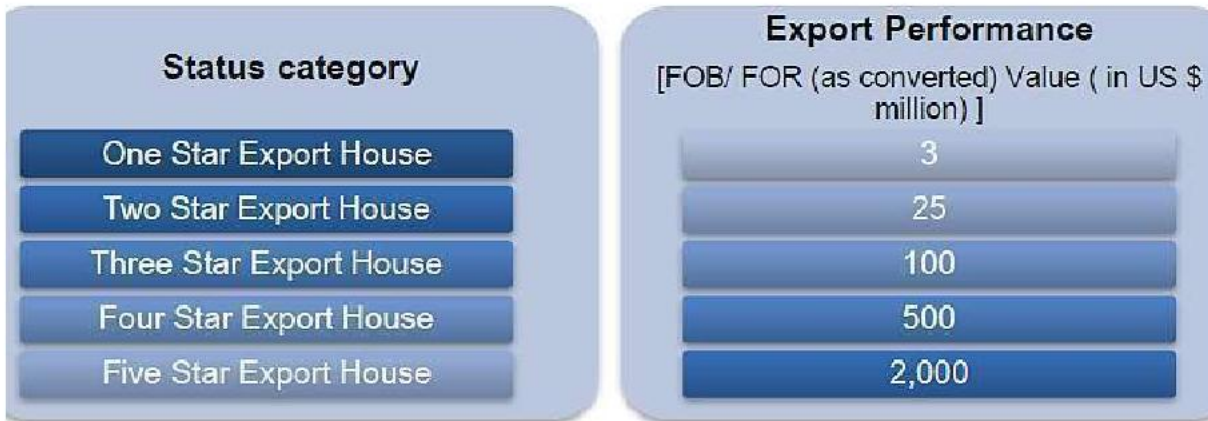 Status category
One Star Export House
Two Star Export House
Three Star Export House
Four Star Export House
Five Star Export House
Export Performance
[FOB/ FOR (as converted) Value ( in US $
million) ]
3
25
100
500
2,000